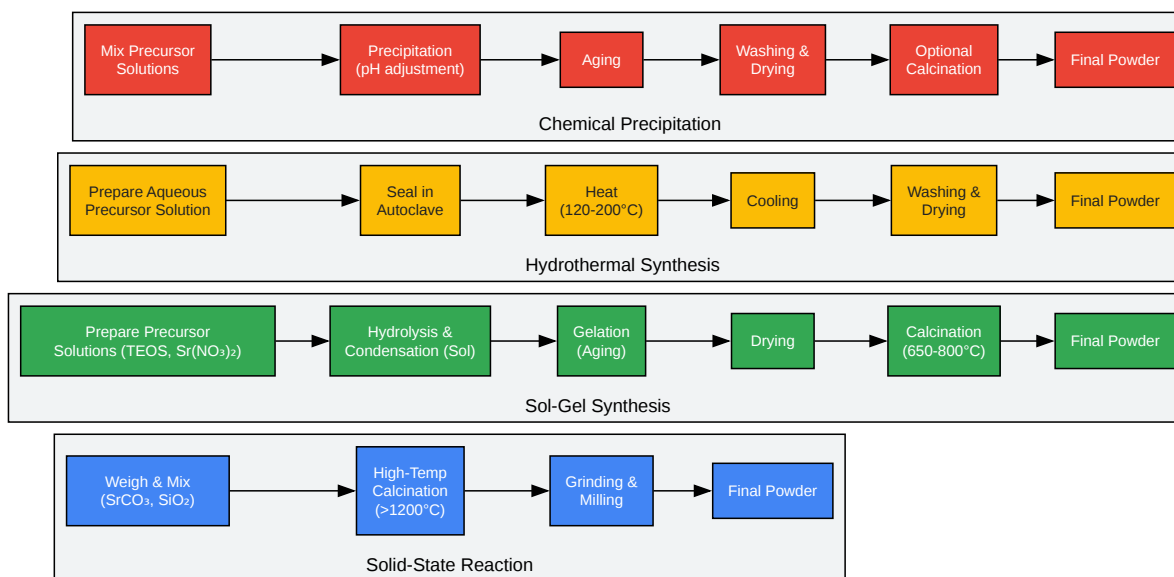 Mix Precursor
Solutions
Precipitation
(pH adjustment)
Aging
Washing &
Drying
Optional
Calcination
Final Powder
Chemical Precipitation
Prepare Aqueous
Precursor Solution
Seal in
Autoclave
Heat
(120-200°C)
Cooling
Washing &
Drying
Final Powder
Hydrothermal Synthesis
Prepare Precursor
Solutions (TEOS, Sr(NO₃)₂)
Hydrolysis &
Condensation (Sol)
Gelation
(Aging)
Drying
Calcination
(650-800°C)
Final Powder
Sol-Gel Synthesis
Weigh & Mix
(SrCO₃, SiO₂)
High-Temp
Calcination
(>1200°C)
Grinding &
Milling
Final Powder
Solid-State Reaction